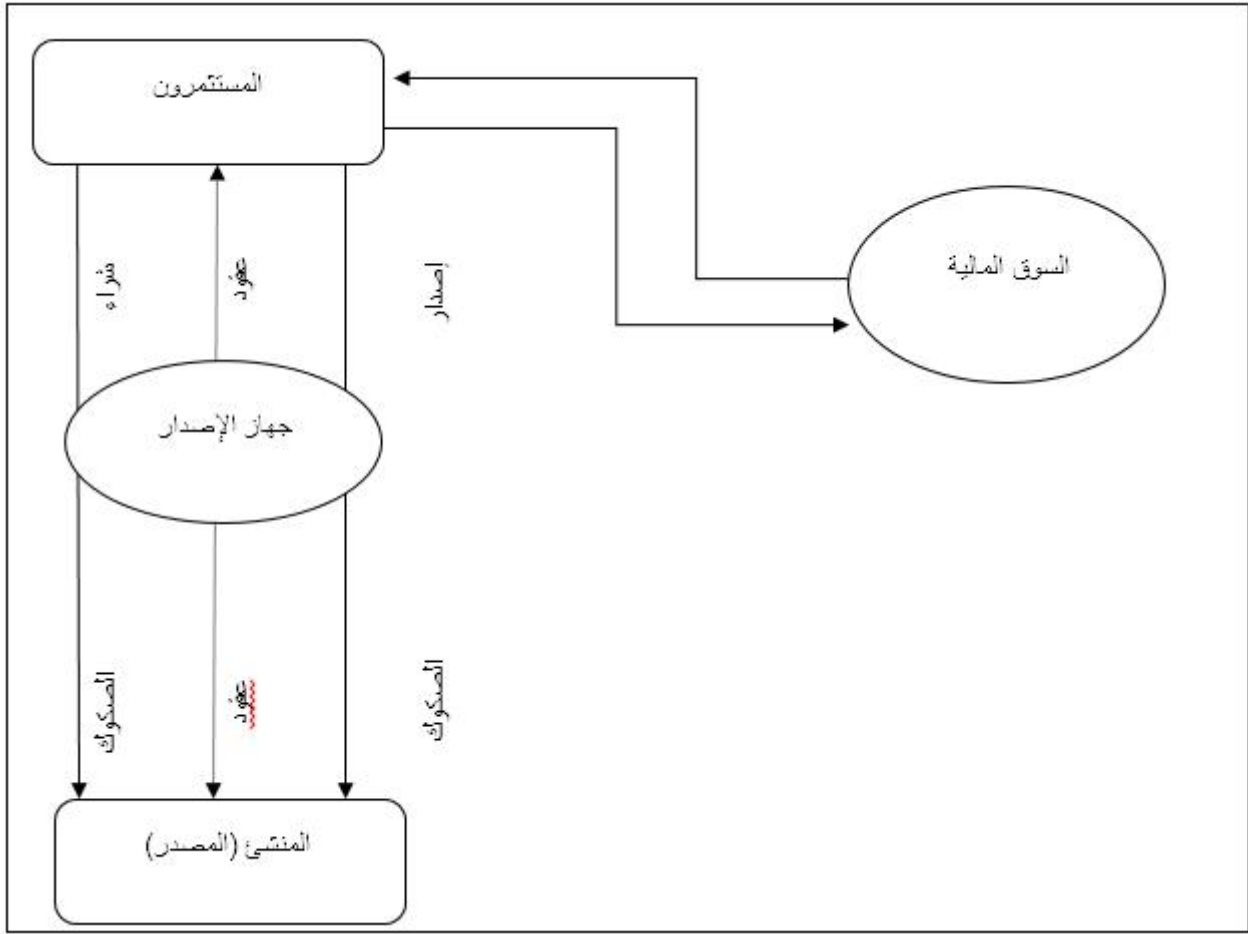 المستثمرون
السوق المالية
إصدار
عقود
شراء
جهاز الإصدار
الصكوك
عقود
الصكوك
المنشئ (المصدر)